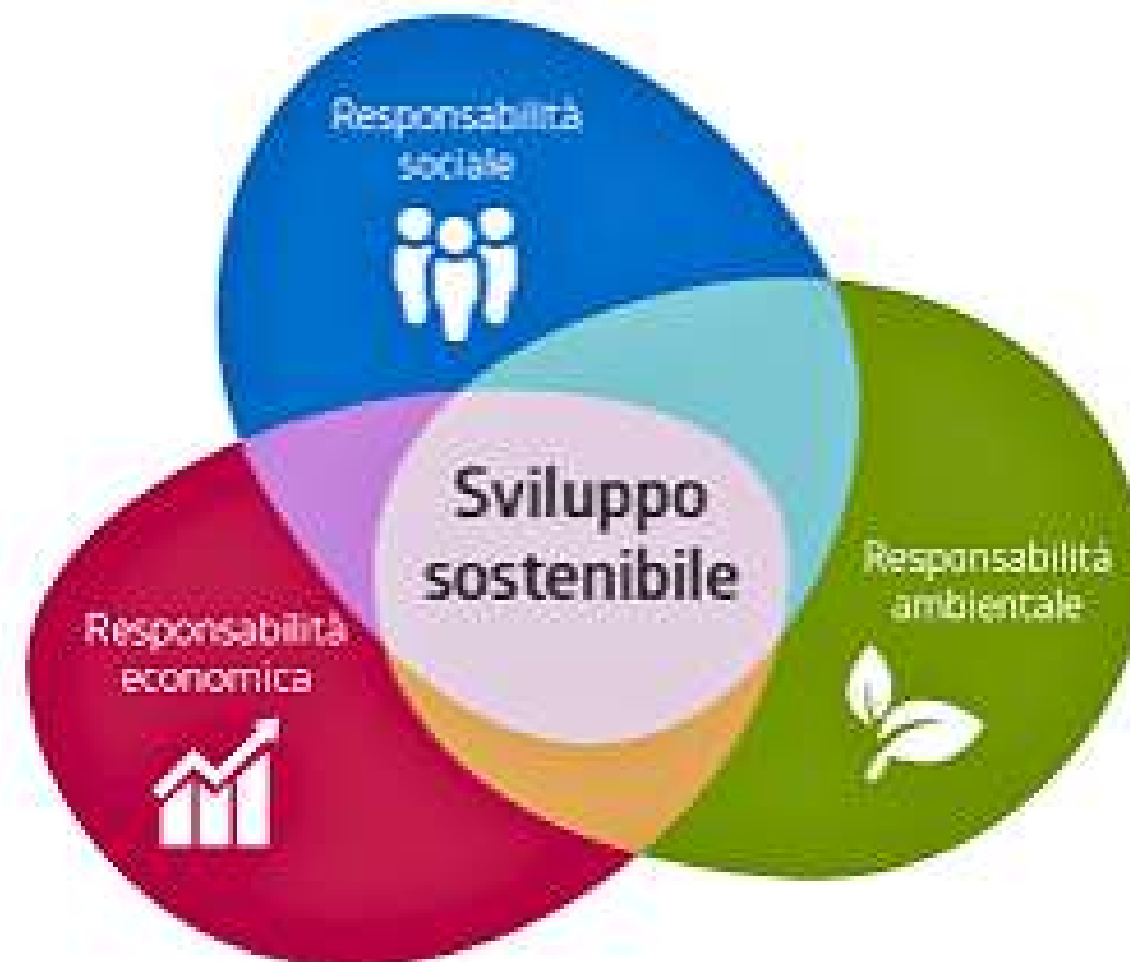 Responsabilità
sociale
Sviluppo
sostenibile
Responsabilità
ambientale
Responsabilità
economica